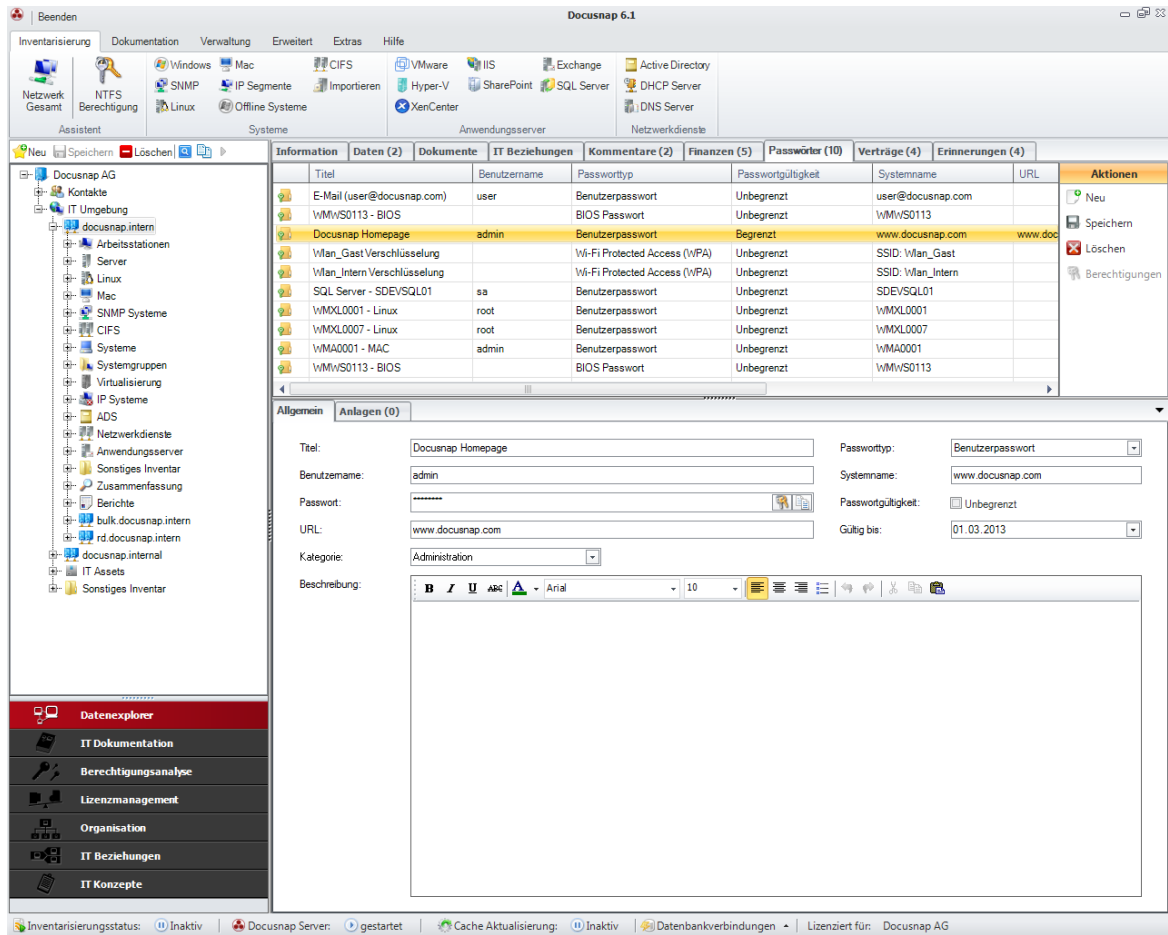 Beenden Docusnap 6.1
Inventarisierung Dokumentation Verwaltung Erweitert Extras Hilfe
Netzwerk Gesamt
NTFS Berechtigung
Windows Mac CIFS VMware IIS Exchange Active Directory
SNMP IP Segmente Importieren Hyper-V SharePoint SQL Server DHCP Server
Linux Offline Systeme XenCenter DNS Server
Assistent Systeme Anwendungsserver Netzwerkdienste
Neu Speichern Löschen
Docusnap AG
Kontakte
IT Umgebung
docusnap.intern
Arbeitsstationen
Server
Linux
Mac
SNMP Systeme
CIFS
Systeme
Systemgruppen
Virtualisierung
IP Systeme
ADS
Netzwerkdienste
Anwendungsserver
Sonstiges Inventar
Zusammenfassung
Berichte
bulk.docusnap.intern
rd.docusnap.intern
docusnap.internal
IT Assets
Sonstiges Inventar
Datenexplorer
IT Dokumentation
Berechtigungsanalyse
Lizenzmanagement
Organisation
IT Beziehungen
IT Konzepte
Information Daten (2) Dokumente IT Beziehungen Kommentare (2) Finanzen (5) Passwörter (10) Verträge (4) Erinnerungen (4)
Titel Benutzername Passworttyp Passwortgültigkeit Systemname URL
E-Mail (user@docusnap.com) user Benutzerpasswort Unbegrenzt user@docusnap.com
WMWS0113 - BIOS BIOS Passwort Unbegrenzt WMWS0113
Docusnap Homepage admin Benutzerpasswort Begrenzt www.docusnap.com www.doc
Wlan_Gast Verschlüsselung Wi-Fi Protected Access (WPA) Unbegrenzt SSID: Wlan_Gast
Wlan_Intern Verschlüsselung Wi-Fi Protected Access (WPA) Unbegrenzt SSID: Wlan_Intern
SQL Server - SDEVSQL01 sa Benutzerpasswort Unbegrenzt SDEVSQL01
WMXL0001 - Linux root Benutzerpasswort Unbegrenzt WMXL0001
WMXL0007 - Linux root Benutzerpasswort Unbegrenzt WMXL0007
WMA0001 - MAC admin Benutzerpasswort Unbegrenzt WMA0001
WMWS0113 - BIOS BIOS Passwort Unbegrenzt WMWS0113
Aktionen
Neu
Speichern
Löschen
Berechtigungen
Allgemein Anlagen (0)
Titel: Docusnap Homepage Passworttyp: Benutzerpasswort
Benutzername: admin Systemname: www.docusnap.com
Passwort: ******** Passwortgültigkeit: Unbegrenzt
URL: www.docusnap.com Gültig bis: 01.03.2013
Kategorie: Administration
Beschreibung: B I U ABC A Arial 10
Inventarisierungsstatus: Inaktiv Docusnap Server: gestartet Cache Aktualisierung: Inaktiv Datenbankverbindungen Lizenziert für: Docusnap AG